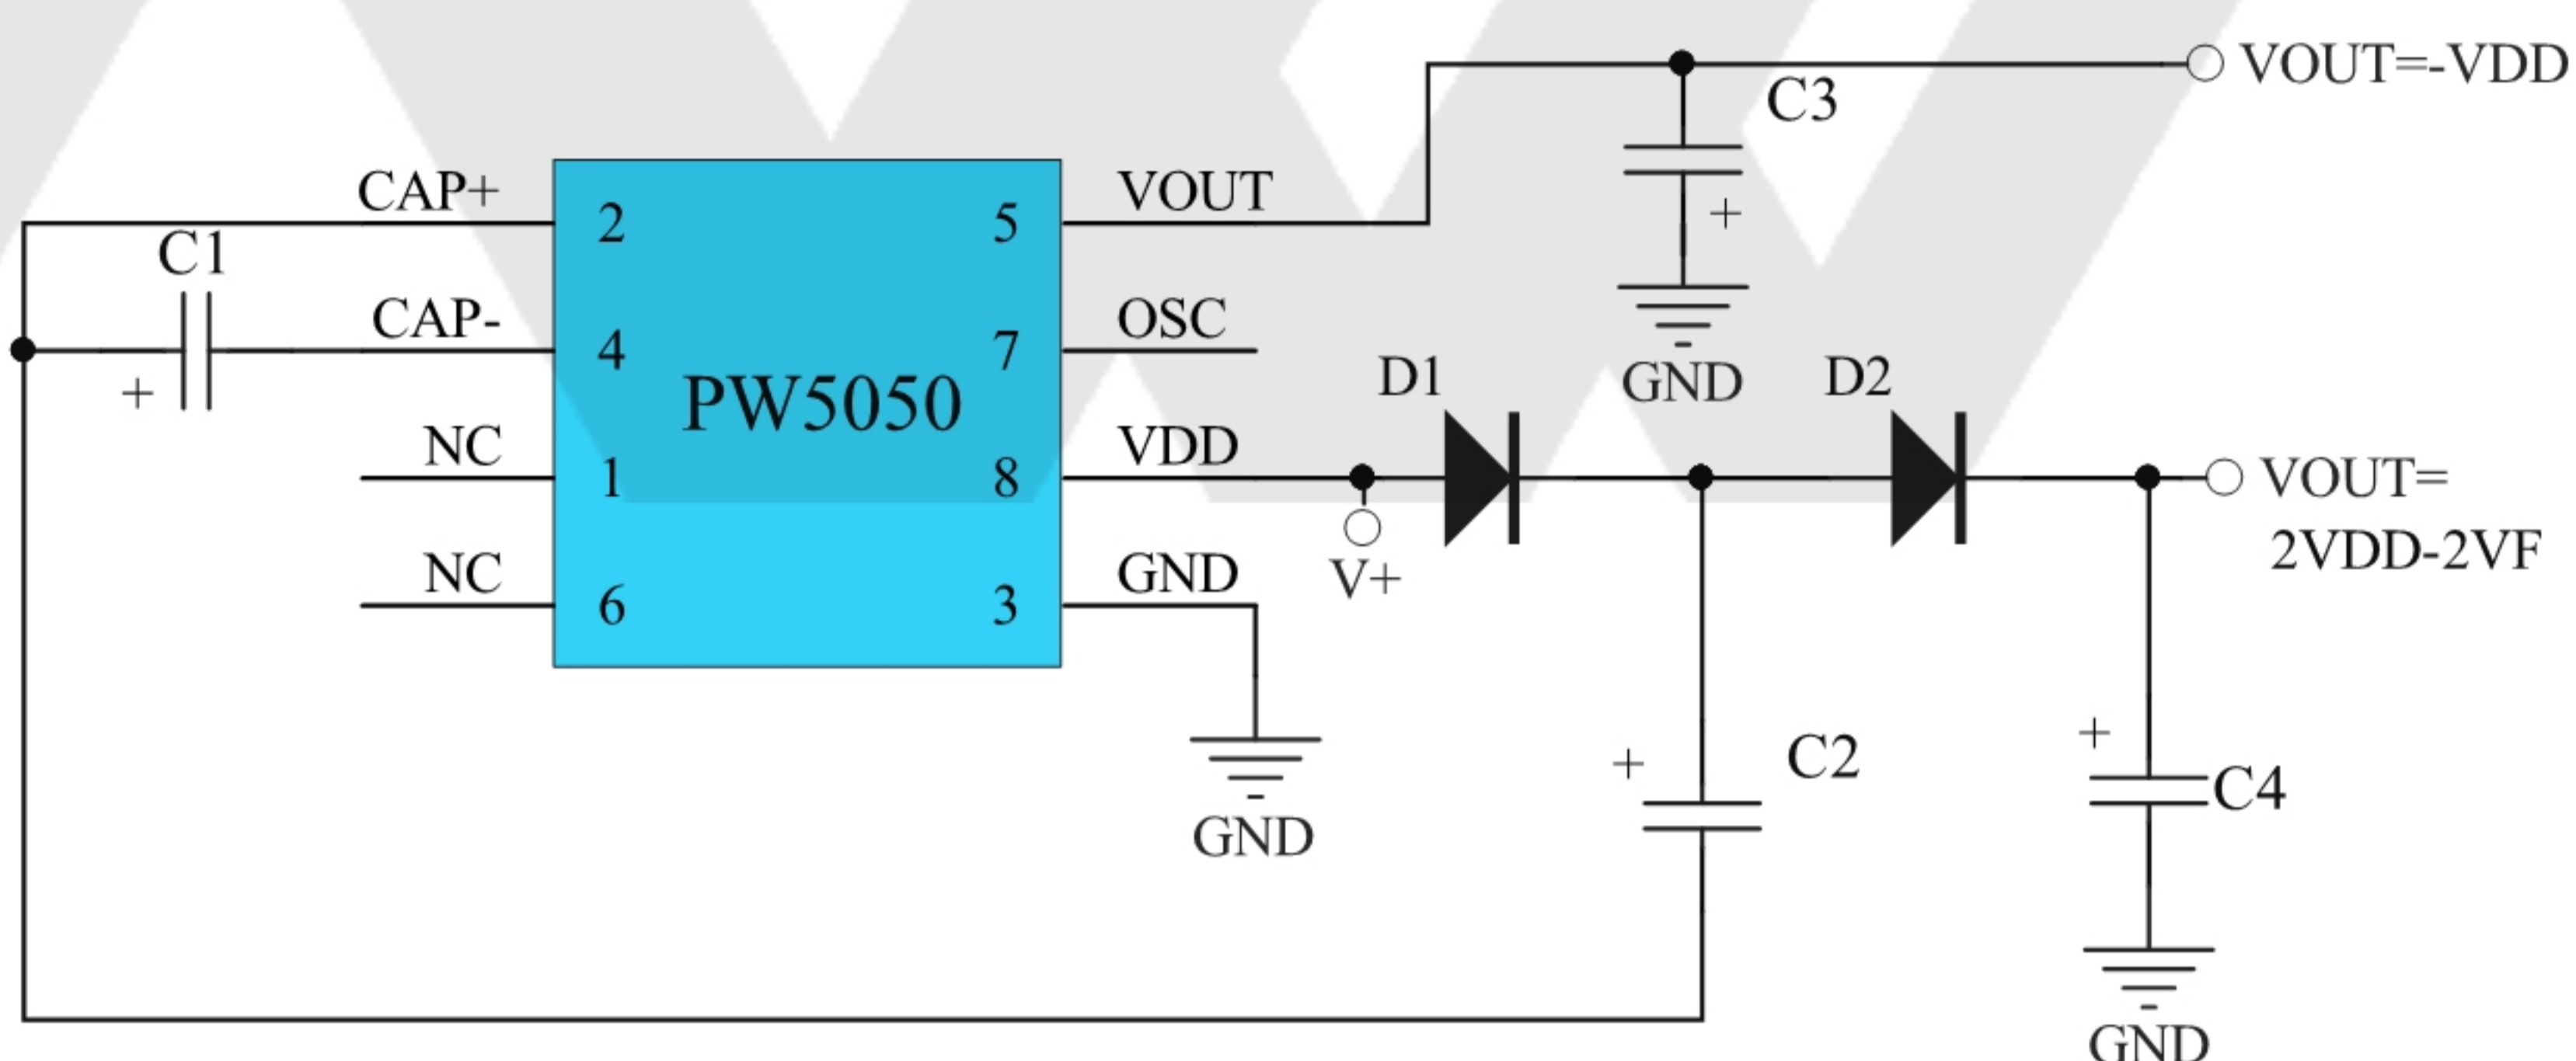 VOUT=-VDD
C3
+
GND
CAP+
C1
+
CAP-
NC
NC
2
4
1
6
PW5050
5
7
8
3
VOUT
OSC
VDD
GND
GND
V+
D1
D2
VOUT=
2VDD-2VF
+
C2
+
C4
GND